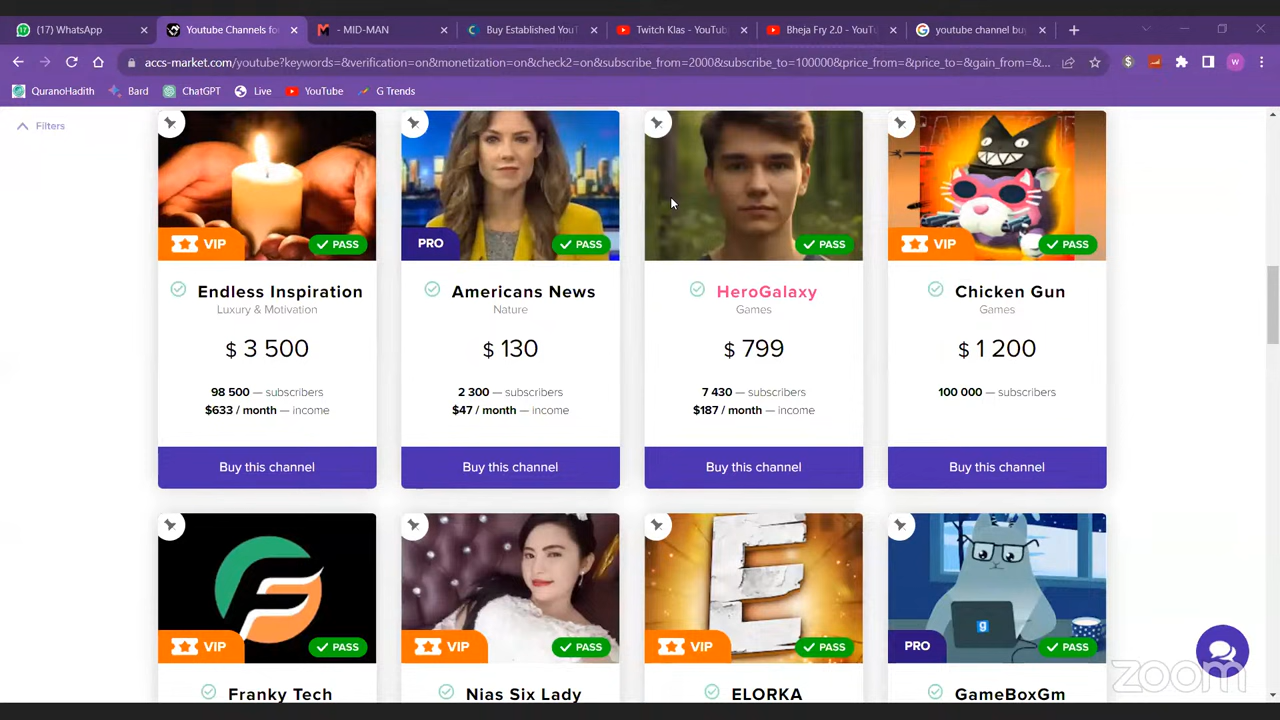 (17) WhatsApp
Youtube Channels fo
- MID-MAN
Buy Established You
Twitch Klas - YouTub
Bheja Fry 2.0 - YouTu
youtube channel buy
accs-market.com/youtube?keywords=&verification=on&monetization=on&check2=on&subscribe_from=2000&subscribe_to=100000&price_from=&price_to=&gain_from=&...
QuranoHadith
Bard
ChatGPT
Live
YouTube
G Trends
Filters
VIP PASS
PRO PASS
PASS
VIP PASS
Endless Inspiration
Luxury & Motivation
$ 3 500
98 500 — subscribers
$633 / month — income
Buy this channel
Americans News
Nature
$ 130
2 300 — subscribers
$47 / month — income
Buy this channel
HeroGalaxy
Games
$ 799
7 430 — subscribers
$187 / month — income
Buy this channel
Chicken Gun
Games
$ 1 200
100 000 — subscribers
Buy this channel
VIP PASS
Franky Tech
VIP PASS
Nias Six Lady
E
VIP PASS
ELORKA
g
PRO PASS
GameBoxGm
zoom